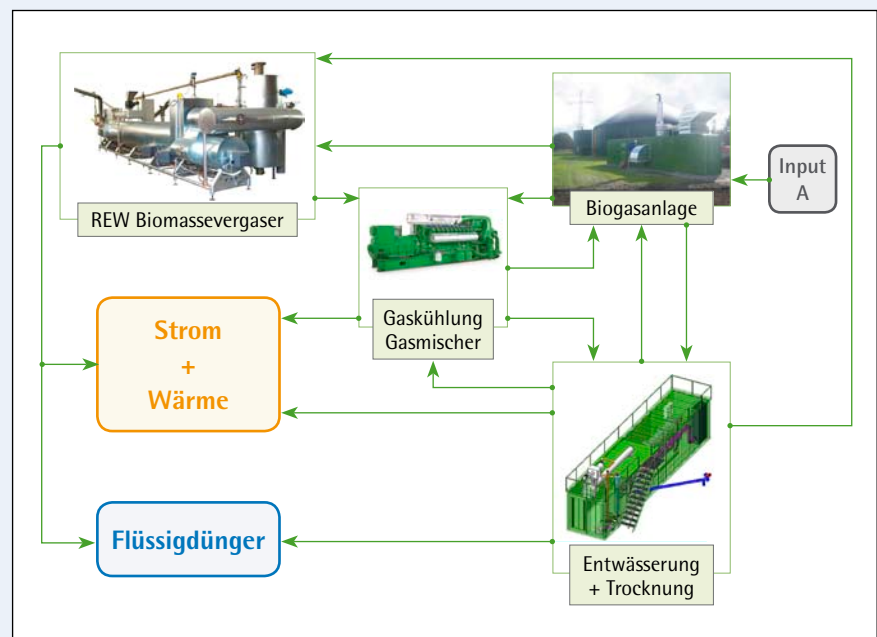 REW Biomassevergaser
Biogasanlage
Input
A
Gaskühlung
Gasmischer
Strom
+
Wärme
Flüssigdünger
Entwässerung
+ Trocknung